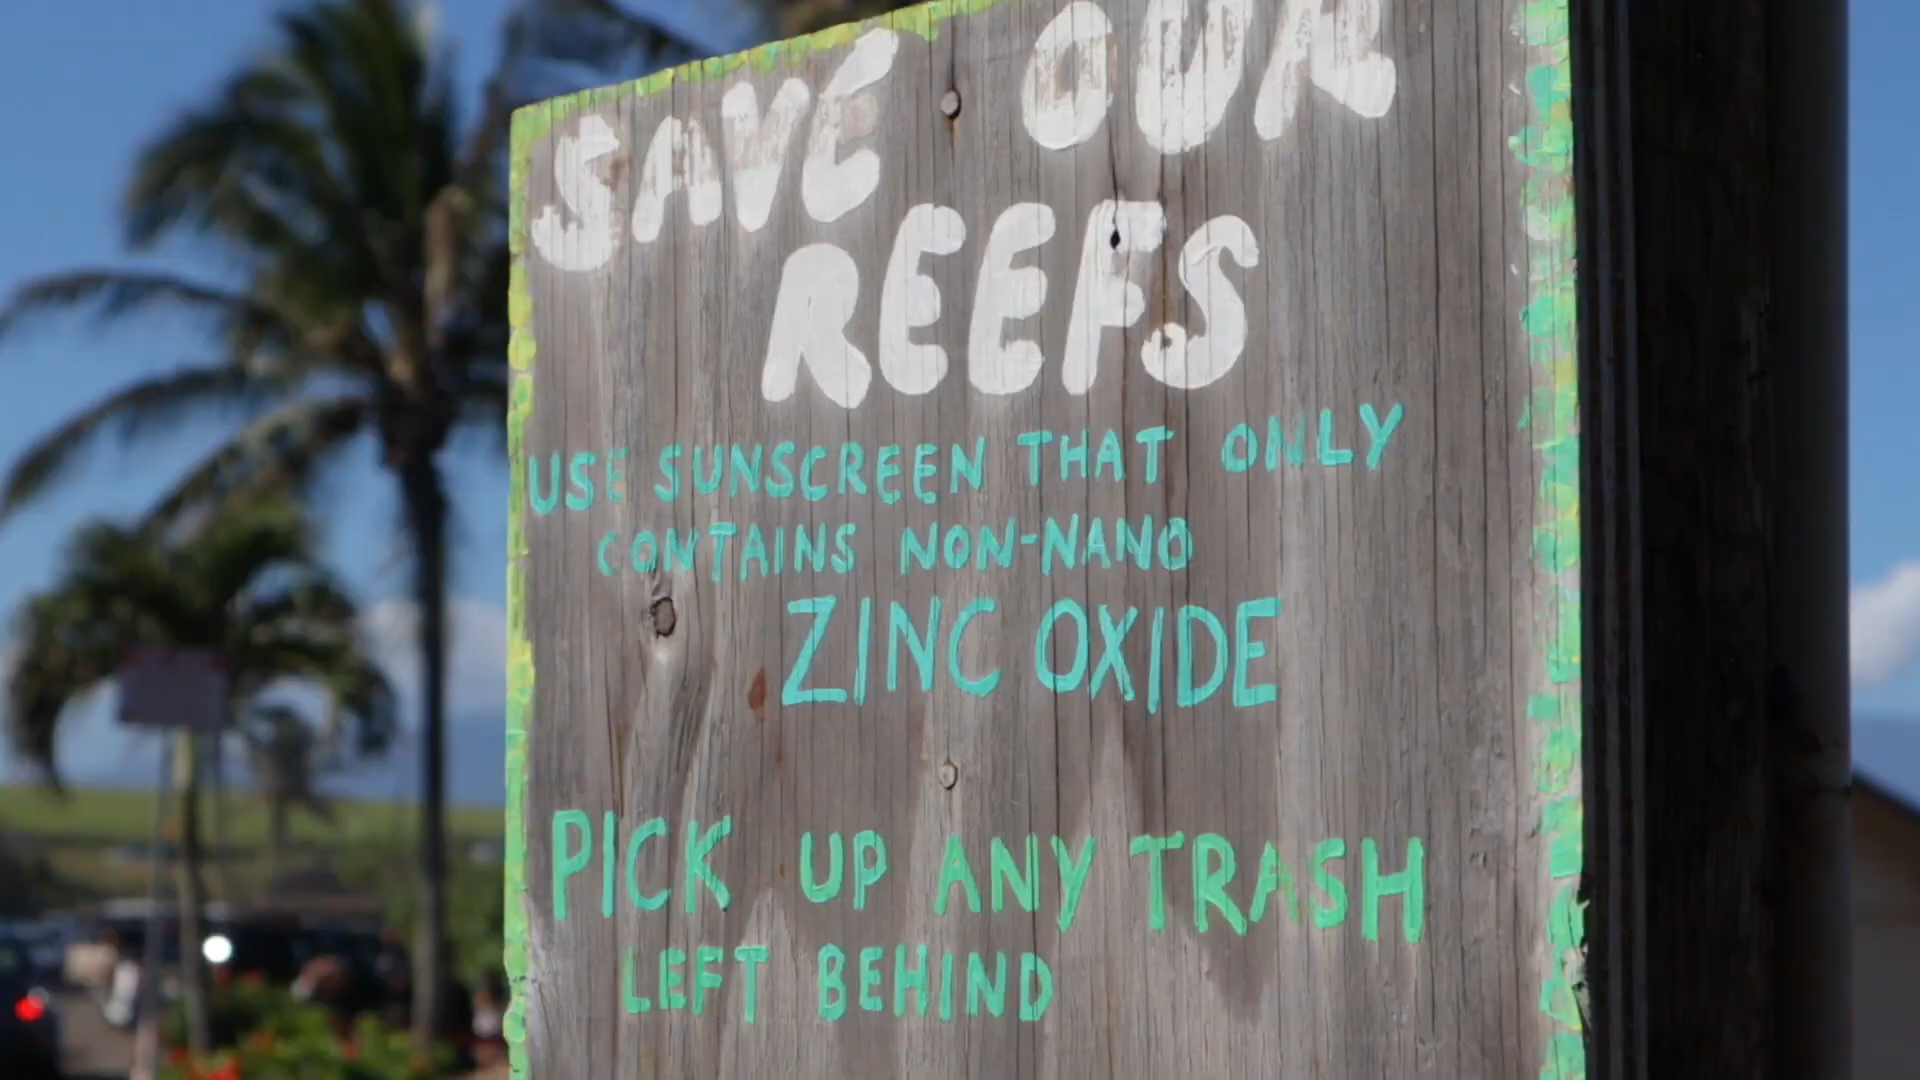 SAVE OUR
REEFS
USE SUNSCREEN THAT ONLY
CONTAINS NON-NANO
ZINC OXIDE
PICK UP ANY TRASH
LEFT BEHIND